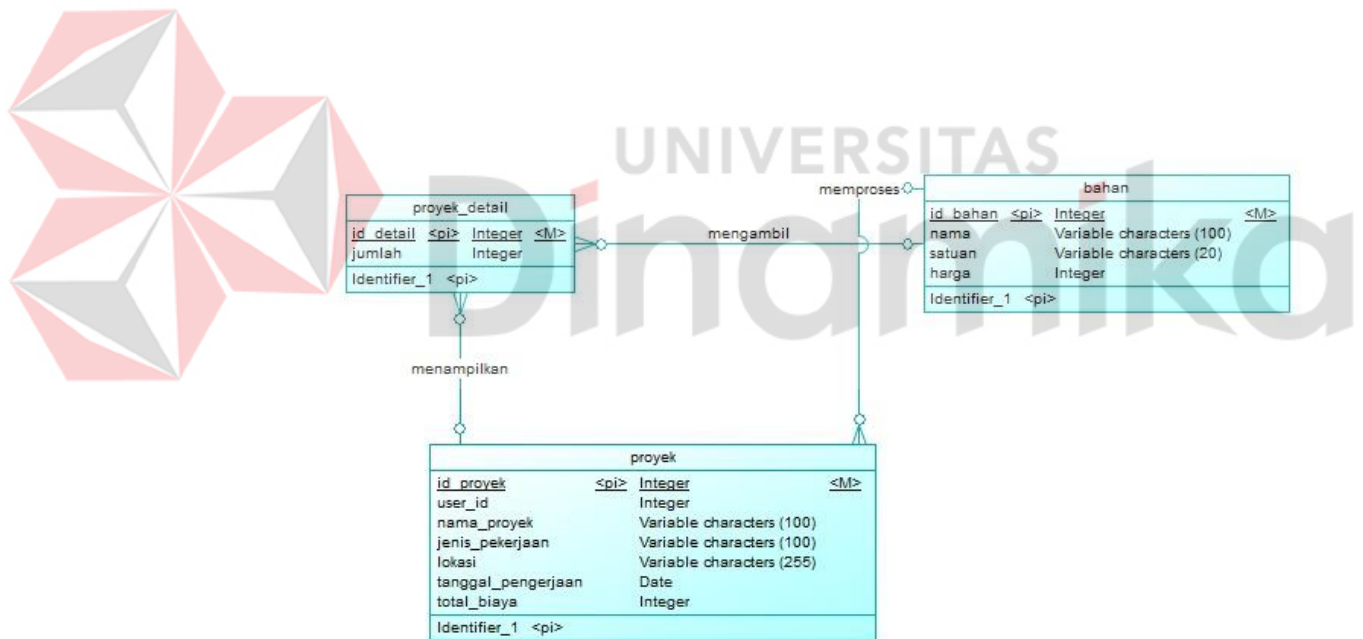 UNIVERSITAS
Dinamika
memproses
bahan
id_bahan <pi> Integer <M>
nama Variable characters (100)
satuan Variable characters (20)
harga Integer
Identifier_1 <pi>
proyek_detail
id_detail <pi> Integer <M>
jumlah Integer
Identifier_1 <pi>
mengambil
menampilkan
proyek
id_proyek <pi> Integer <M>
user_id Integer
nama_proyek Variable characters (100)
jenis_pekerjaan Variable characters (100)
lokasi Variable characters (255)
tanggal_pengerjaan Date
total_biaya Integer
Identifier_1 <pi>